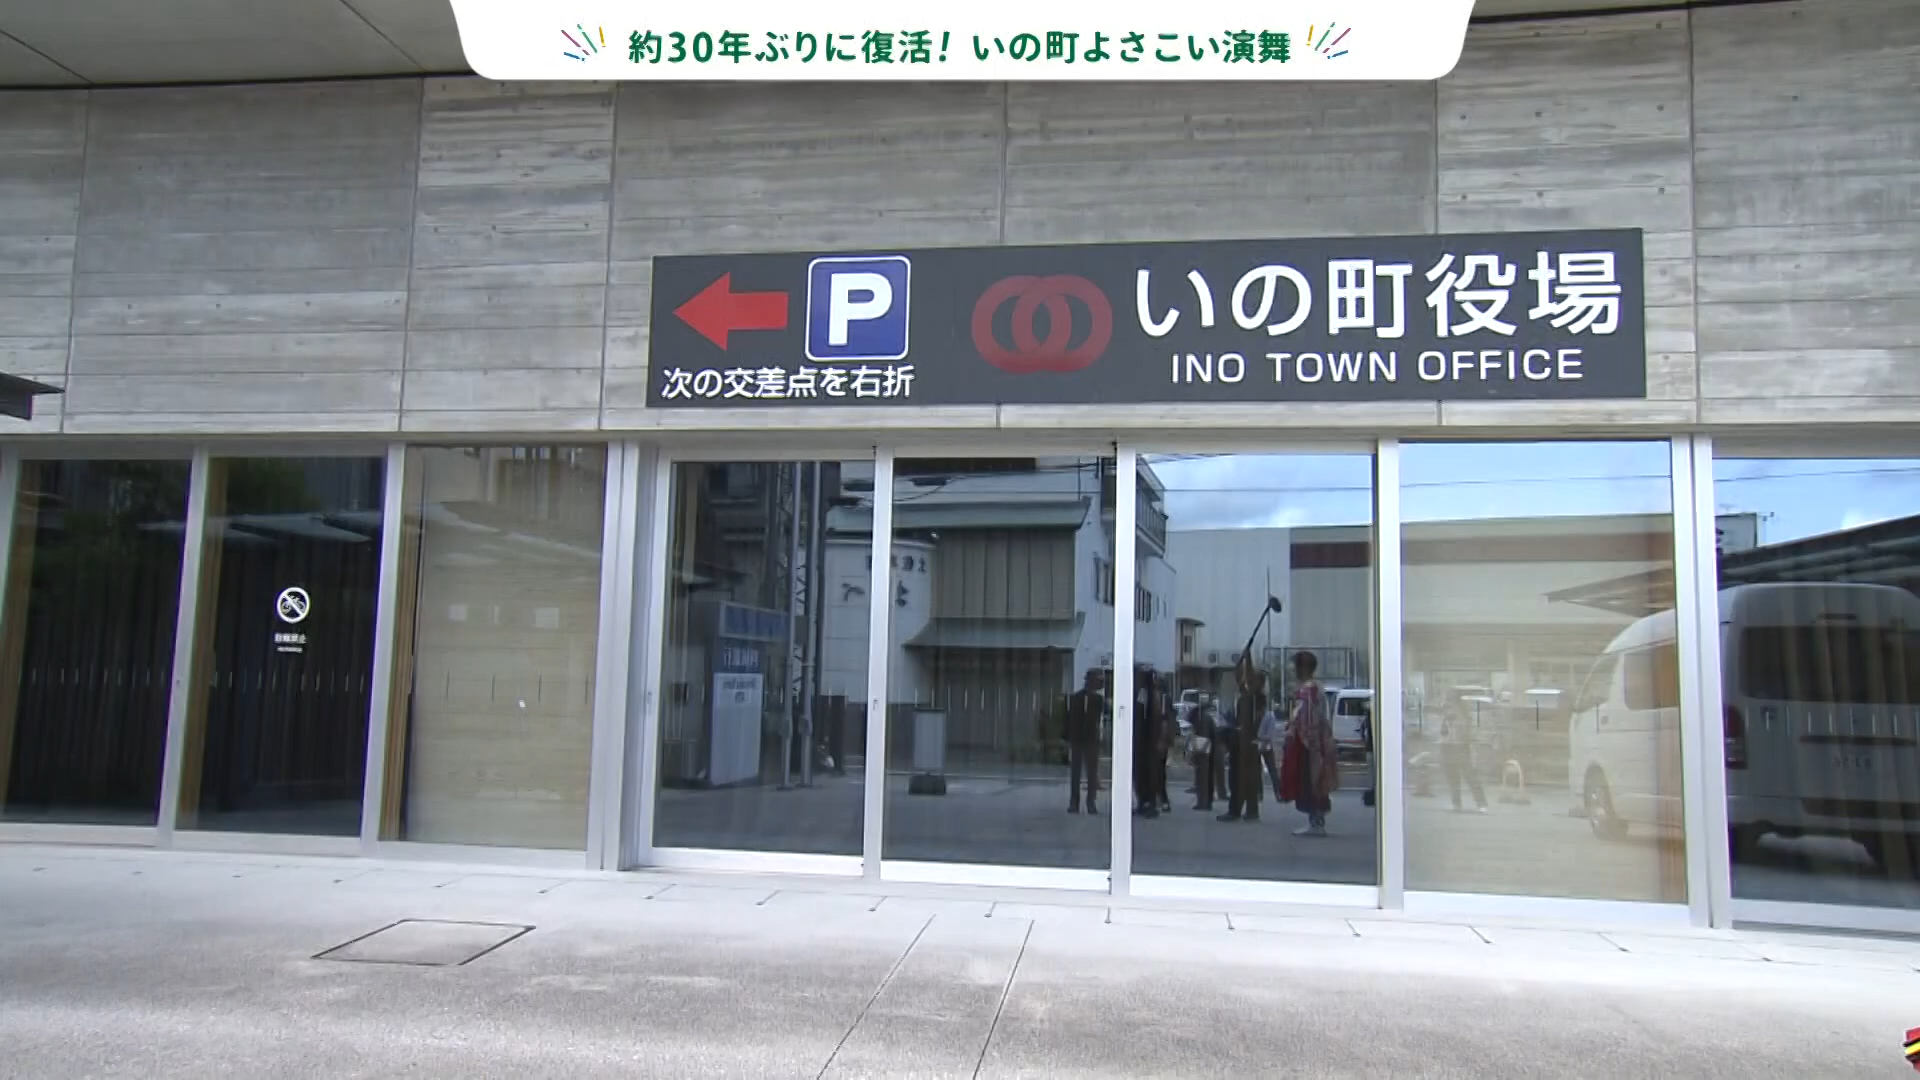 約30年ぶりに復活！いの町よさこい演舞
P
次の交差点を右折
いの町役場
INO TOWN OFFICE